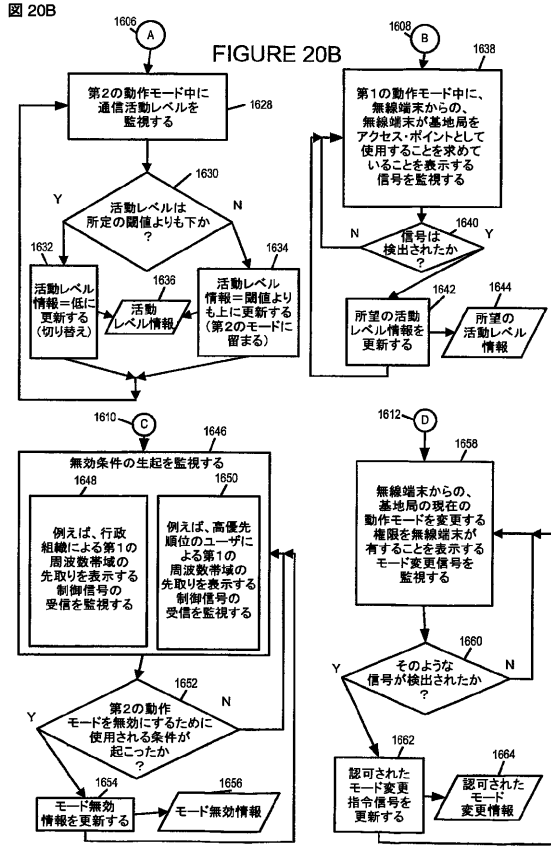 図 20B
FIGURE 20B
1606
A
第2の動作モード中に
通信活動レベルを
監視する
1628
1630
活動レベルは
所定の閾値よりも下か
?
Y
N
1632
活動レベル
情報=低に
更新する
(切り替え)
1636
活動
レベル情報
1634
活動レベル
情報=閾値より
も上に更新する
(第2のモードに
留まる)
1608
B
1638
第1の動作モード中に、
無線端末からの、
無線端末が基地局を
アクセス・ポイントとして
使用することを求めて
いることを表示する
信号を監視する
1640
信号は
検出されたか
?
N
Y
1642
所望の活動
レベル情報を
更新する
1644
所望の
活動レベル
情報
1610
C
1646
無効条件の生起を監視する
1648
例えば、行政
組織による第1の
周波数帯域の
先取りを表示する
制御信号の
受信を監視する
1650
例えば、高優先
順位のユーザに
よる第1の
周波数帯域の
先取りを表示する
制御信号の
受信を監視する
1652
第2の動作
モードを無効にするために
使用される条件が
起こったか
?
Y
N
1654
モード無効
情報を更新する
1656
モード無効情報
1612
D
1658
無線端末からの、
基地局の現在の
動作モードを変更する
権限を無線端末が
有することを表示する
モード変更信号を
監視する
1660
そのような
信号が検出されたか
?
Y
N
1662
認可された
モード変更
指令信号を
更新する
1664
認可された
モード
変更情報